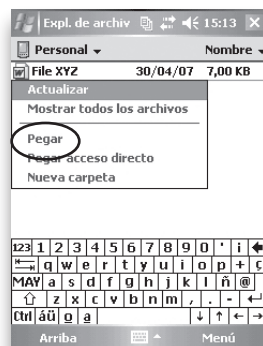 Expl. de archiv 15:13
Personal Nombre
File XYZ 30/04/07 7,00 KB
Actualizar
Mostrar todos los archivos
Pegar
Pegar acceso directo
Nueva carpeta
123 1 2 3 4 5 6 7 8 9 0 ' ¡
q w e r t y u i o p + ç
MAY a s d f g h j k l ñ @
z x c v b n m , . -
Ctrl áü º ª
Arriba Menú